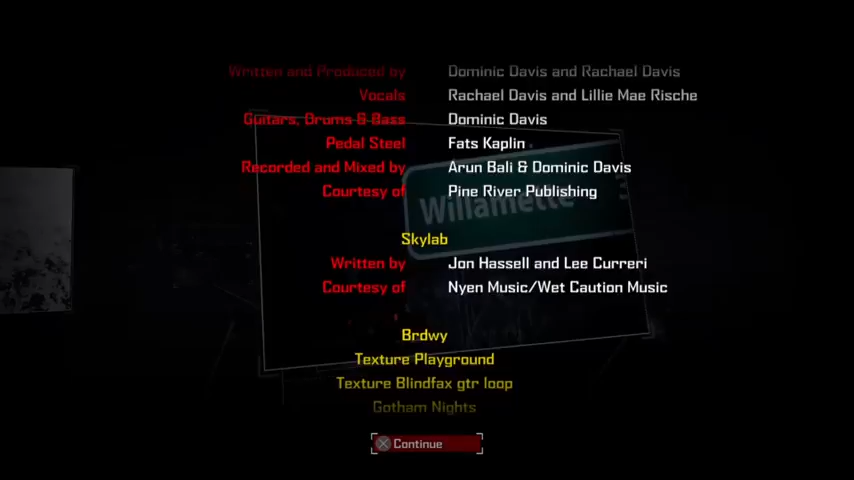 Written and Produced by Dominic Davis and Rachael Davis
Vocals Rachael Davis and Lillie Mae Rische
Guitars, Drums & Bass Dominic Davis
Pedal Steel Fats Kaplin
Recorded and Mixed by Arun Bali & Dominic Davis
Courtesy of Pine River Publishing
Willamette
Skylab
Written by Jon Hassell and Lee Curreri
Courtesy of Nyen Music/Wet Caution Music
Brdwy
Texture Playground
Texture Blindfax gtr loop
Gotham Nights
Continue